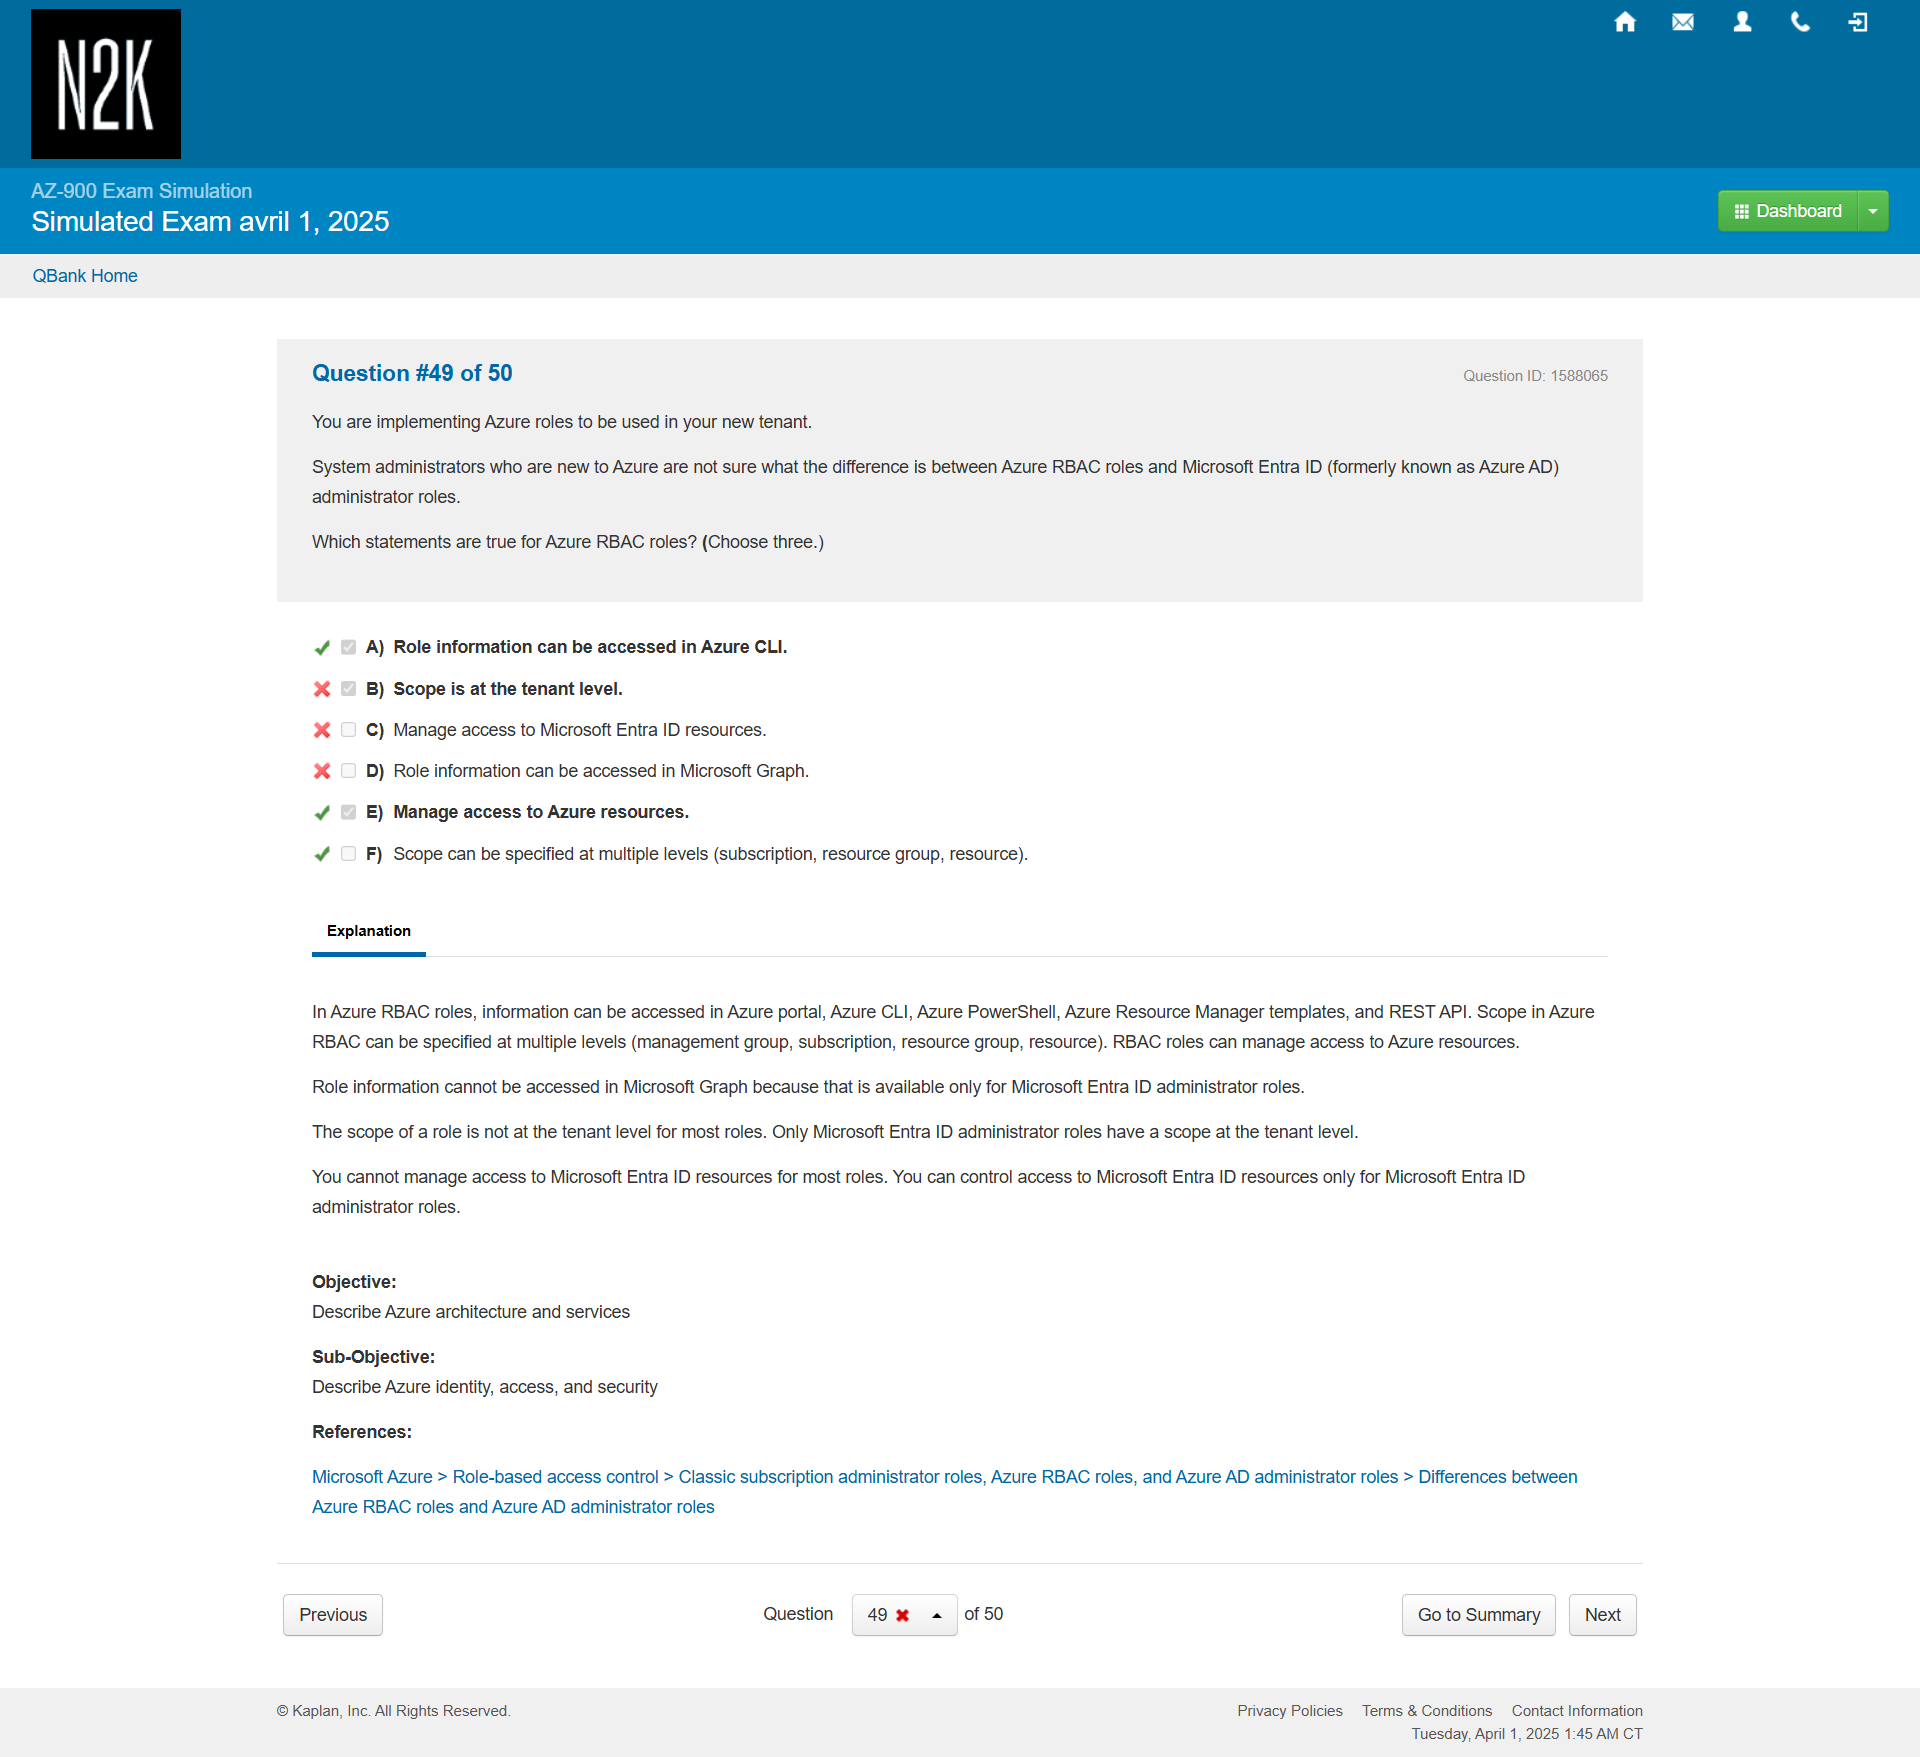 N2K
AZ-900 Exam Simulation
Simulated Exam avril 1, 2025
Dashboard
QBank Home
Question #49 of 50
Question ID: 1588065
You are implementing Azure roles to be used in your new tenant.
System administrators who are new to Azure are not sure what the difference is between Azure RBAC roles and Microsoft Entra ID (formerly known as Azure AD)
administrator roles.
Which statements are true for Azure RBAC roles? (Choose three.)
A) Role information can be accessed in Azure CLI.
B) Scope is at the tenant level.
C) Manage access to Microsoft Entra ID resources.
D) Role information can be accessed in Microsoft Graph.
E) Manage access to Azure resources.
F) Scope can be specified at multiple levels (subscription, resource group, resource).
Explanation
In Azure RBAC roles, information can be accessed in Azure portal, Azure CLI, Azure PowerShell, Azure Resource Manager templates, and REST API. Scope in Azure
RBAC can be specified at multiple levels (management group, subscription, resource group, resource). RBAC roles can manage access to Azure resources.
Role information cannot be accessed in Microsoft Graph because that is available only for Microsoft Entra ID administrator roles.
The scope of a role is not at the tenant level for most roles. Only Microsoft Entra ID administrator roles have a scope at the tenant level.
You cannot manage access to Microsoft Entra ID resources for most roles. You can control access to Microsoft Entra ID resources only for Microsoft Entra ID
administrator roles.
Objective:
Describe Azure architecture and services
Sub-Objective:
Describe Azure identity, access, and security
References:
Microsoft Azure > Role-based access control > Classic subscription administrator roles, Azure RBAC roles, and Azure AD administrator roles > Differences between
Azure RBAC roles and Azure AD administrator roles
Previous
Question 49 of 50
Go to Summary
Next
© Kaplan, Inc. All Rights Reserved.
Privacy Policies Terms & Conditions Contact Information
Tuesday, April 1, 2025 1:45 AM CT